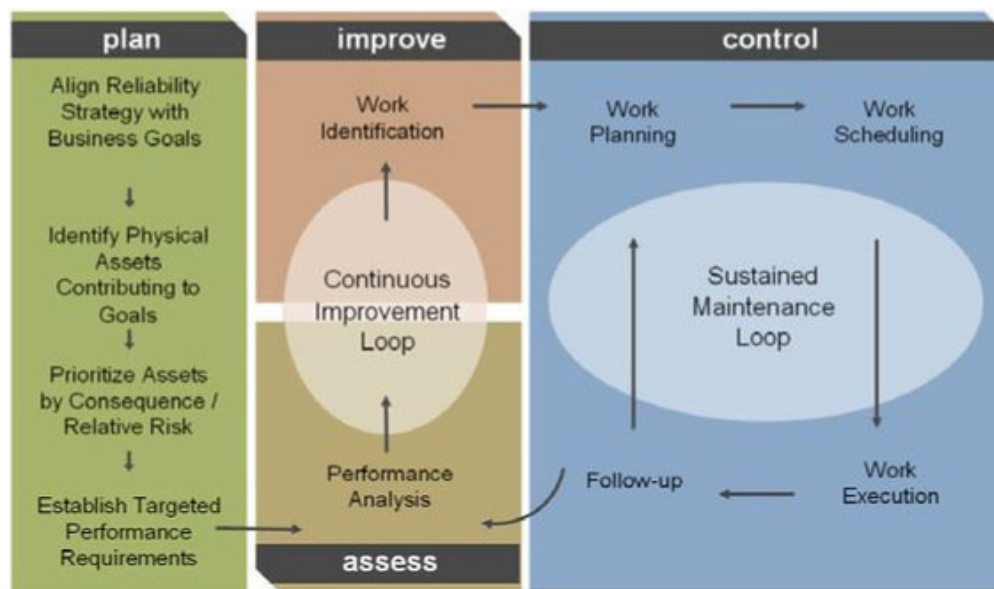 plan
Align Reliability
Strategy with
Business Goals
Identify Physical
Assets
Contributing to
Goals
Prioritize Assets
by Consequence /
Relative Risk
Establish Targeted
Performance
Requirements
improve
Work
Identification
Continuous
Improvement
Loop
Performance
Analysis
assess
control
Work
Planning
Work
Scheduling
Sustained
Maintenance
Loop
Follow-up
Work
Execution